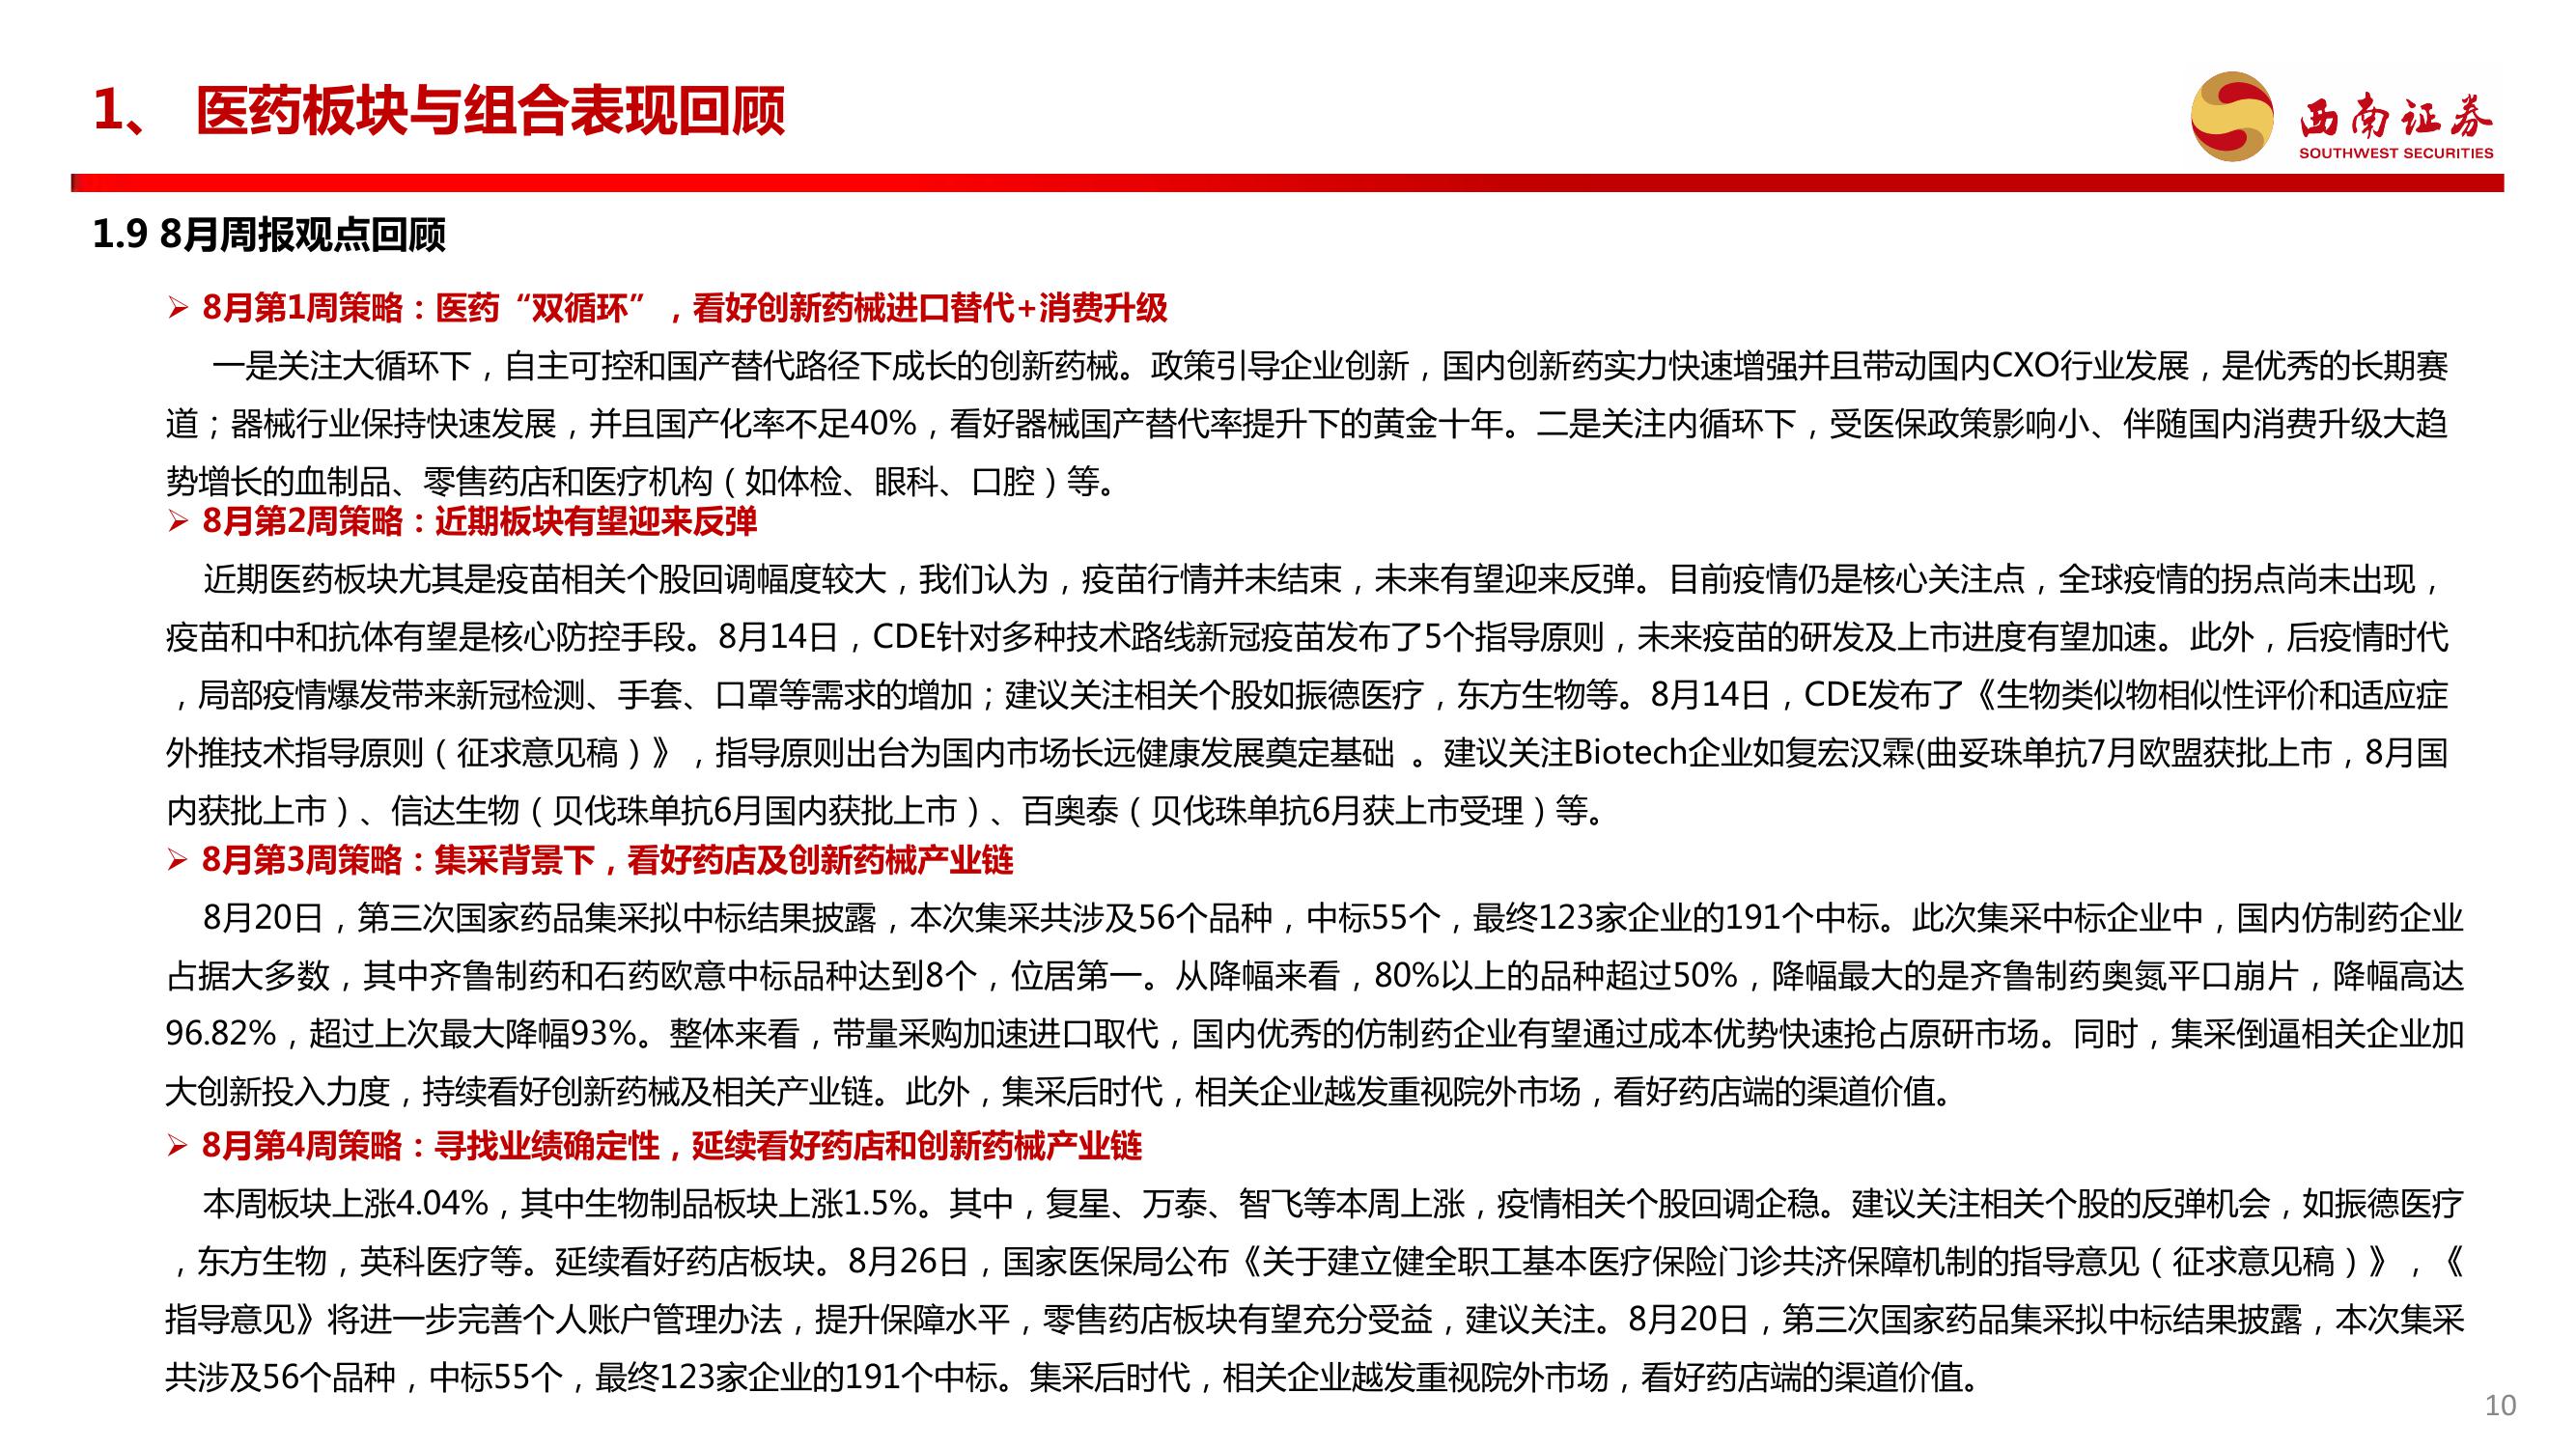 1、 医药板块与组合表现回顾
西南证券
SOUTHWEST SECURITIES
1.9 8月周报观点回顾
➢ 8月第1周策略：医药“双循环”，看好创新药械进口替代+消费升级
一是关注大循环下，自主可控和国产替代路径下成长的创新药械。政策引导企业创新，国内创新药实力快速增强并且带动国内CXO行业发展，是优秀的长期赛
道；器械行业保持快速发展，并且国产化率不足40%，看好器械国产替代率提升下的黄金十年。二是关注内循环下，受医保政策影响小、伴随国内消费升级大趋
势增长的血制品、零售药店和医疗机构（如体检、眼科、口腔）等。
➢ 8月第2周策略：近期板块有望迎来反弹
近期医药板块尤其是疫苗相关个股回调幅度较大，我们认为，疫苗行情并未结束，未来有望迎来反弹。目前疫情仍是核心关注点，全球疫情的拐点尚未出现，
疫苗和中和抗体有望是核心防控手段。8月14日，CDE针对多种技术路线新冠疫苗发布了5个指导原则，未来疫苗的研发及上市进度有望加速。此外，后疫情时代
，局部疫情爆发带来新冠检测、手套、口罩等需求的增加；建议关注相关个股如振德医疗，东方生物等。8月14日，CDE发布了《生物类似物相似性评价和适应症
外推技术指导原则（征求意见稿）》，指导原则出台为国内市场长远健康发展奠定基础 。建议关注Biotech企业如复宏汉霖(曲妥珠单抗7月欧盟获批上市，8月国
内获批上市）、信达生物（贝伐珠单抗6月国内获批上市）、百奥泰（贝伐珠单抗6月获上市受理）等。
➢ 8月第3周策略：集采背景下，看好药店及创新药械产业链
8月20日，第三次国家药品集采拟中标结果披露，本次集采共涉及56个品种，中标55个，最终123家企业的191个中标。此次集采中标企业中，国内仿制药企业
占据大多数，其中齐鲁制药和石药欧意中标品种达到8个，位居第一。从降幅来看，80%以上的品种超过50%，降幅最大的是齐鲁制药奥氮平口崩片，降幅高达
96.82%，超过上次最大降幅93%。整体来看，带量采购加速进口取代，国内优秀的仿制药企业有望通过成本优势快速抢占原研市场。同时，集采倒逼相关企业加
大创新投入力度，持续看好创新药械及相关产业链。此外，集采后时代，相关企业越发重视院外市场，看好药店端的渠道价值。
➢ 8月第4周策略：寻找业绩确定性，延续看好药店和创新药械产业链
本周板块上涨4.04%，其中生物制品板块上涨1.5%。其中，复星、万泰、智飞等本周上涨，疫情相关个股回调企稳。建议关注相关个股的反弹机会，如振德医疗
，东方生物，英科医疗等。延续看好药店板块。8月26日，国家医保局公布《关于建立健全职工基本医疗保险门诊共济保障机制的指导意见（征求意见稿）》，《
指导意见》将进一步完善个人账户管理办法，提升保障水平，零售药店板块有望充分受益，建议关注。8月20日，第三次国家药品集采拟中标结果披露，本次集采
共涉及56个品种，中标55个，最终123家企业的191个中标。集采后时代，相关企业越发重视院外市场，看好药店端的渠道价值。
10